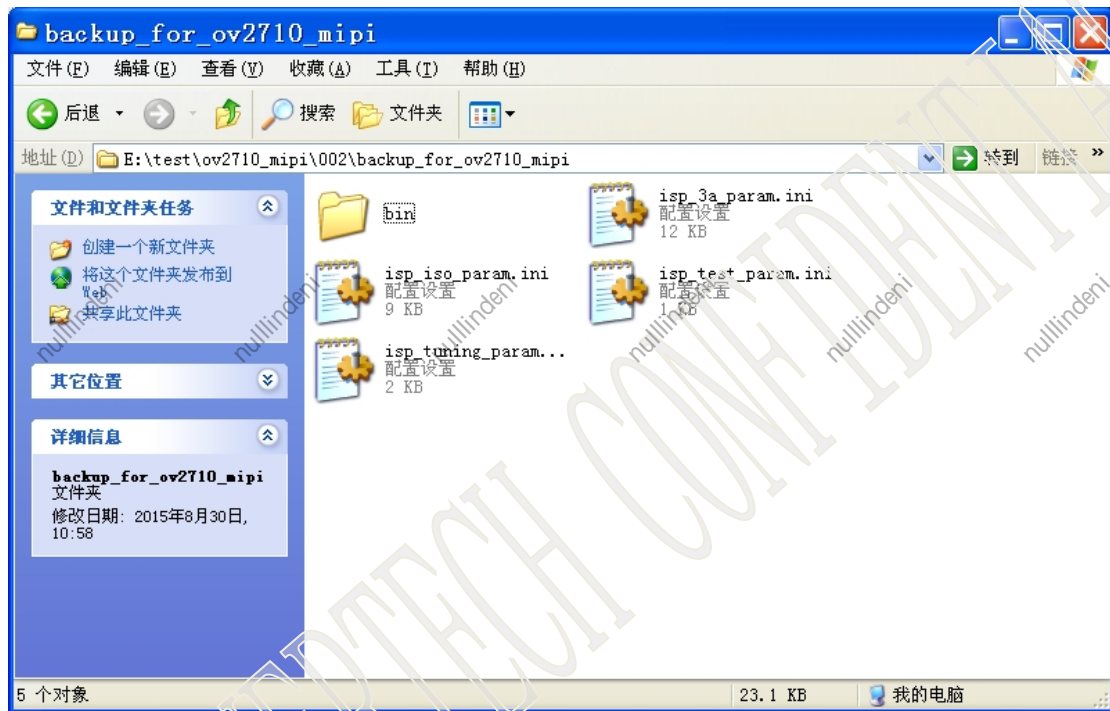 backup_for_ov2710_mipi
文件(F) 编辑(E) 查看(V) 收藏(A) 工具(T) 帮助(H)
后退 搜索 文件夹
地址(D) E:\test\ov2710_mipi\002\backup_for_ov2710_mipi 转到 链接 »
文件和文件夹任务
创建一个新文件夹
将这个文件夹发布到
Web
共享此文件夹
其它位置
详细信息
backup_for_ov2710_mipi
文件夹
修改日期: 2015年8月30日,
10:58
bin
isp_3a_param.ini
配置设置
12 KB
isp_iso_param.ini
配置设置
9 KB
isp_test_param.ini
配置设置
1 KB
isp_tuning_param...
配置设置
2 KB
nulllindeni
nulllindeni
nulllindeni
nulllindeni
nulllindeni
nulllindeni
5 个对象 23.1 KB 我的电脑